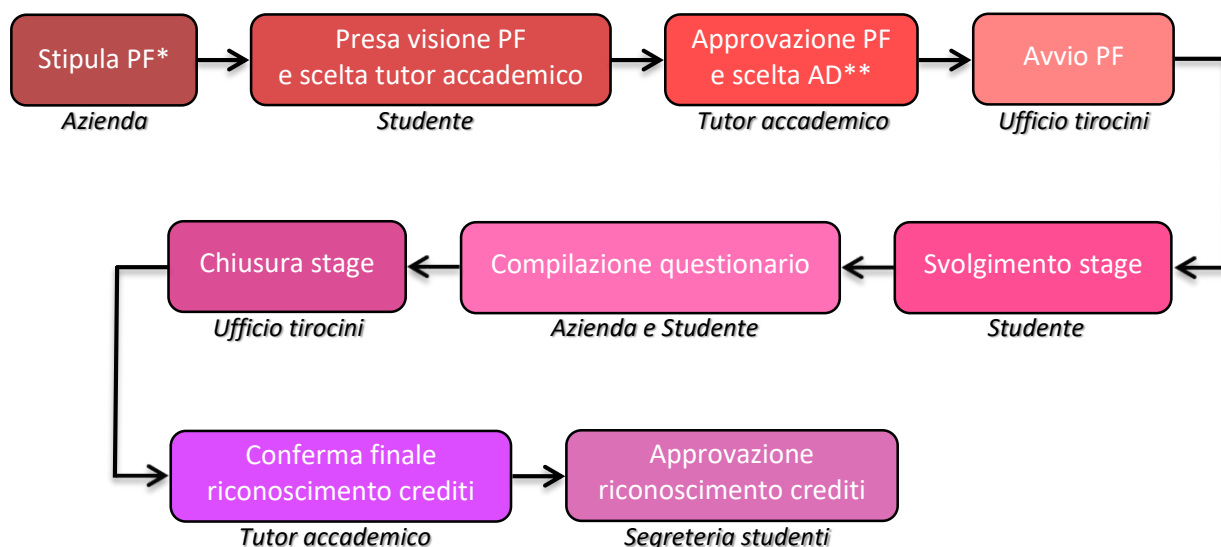 Stipula PF*
Azienda
Presa visione PF
e scelta tutor accademico
Studente
Approvazione PF
e scelta AD**
Tutor accademico
Avvio PF
Ufficio tirocini
Svolgimento stage
Studente
Compilazione questionario
Azienda e Studente
Chiusura stage
Ufficio tirocini
Conferma finale
riconoscimento crediti
Tutor accademico
Approvazione
riconoscimento crediti
Segreteria studenti